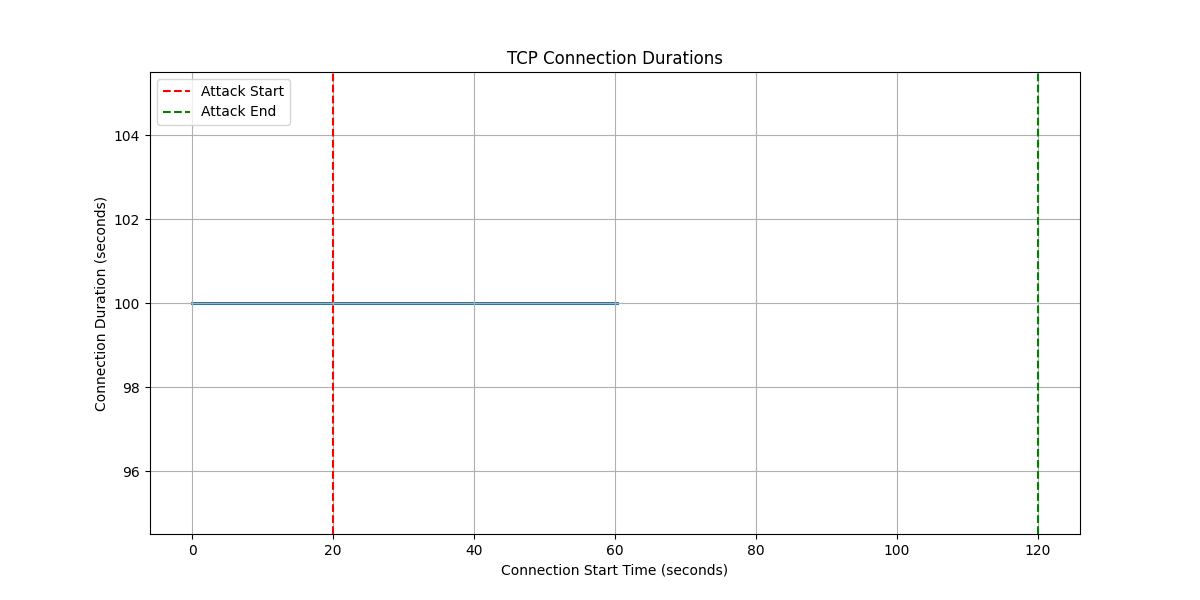 TCP Connection Durations
Attack Start
Attack End
104
102
100
98
96
Connection Duration (seconds)
0 20 40 60 80 100 120
Connection Start Time (seconds)